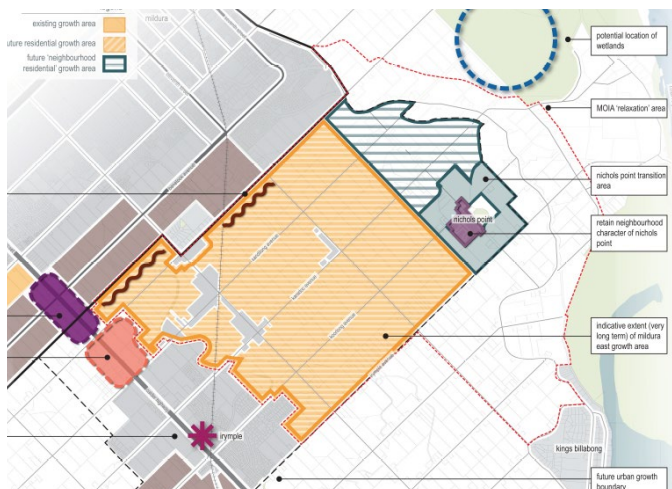 mildura
existing growth area
future residential growth area
future 'neighbourhood
residential' growth area
potential location of
wetlands
MOIA 'relaxation' area
nichols point transition
area
nichols point
retain neighbourhood
character of nichols
point
indicative extent (very
long term) of mildura
east growth area
irymple
kings billabong
future urban growth
boundary